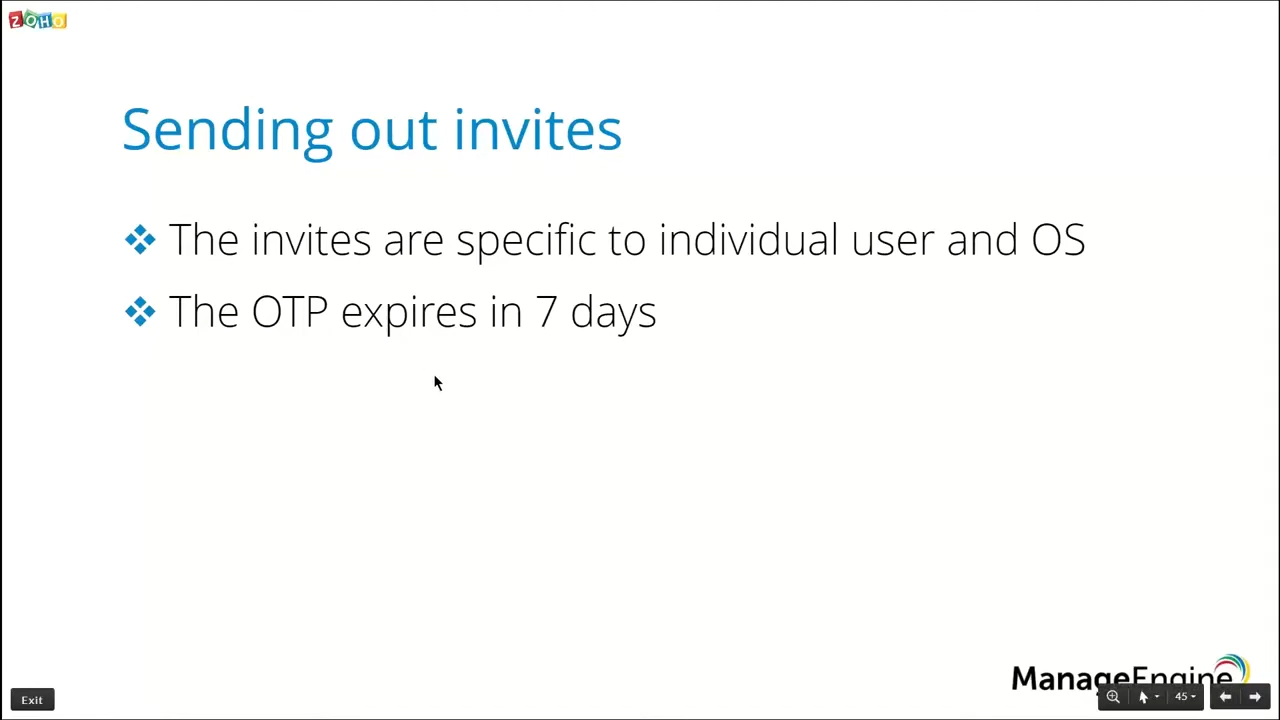 ZOHO
Sending out invites
The invites are specific to individual user and OS
The OTP expires in 7 days
ManageEngine
Exit
45